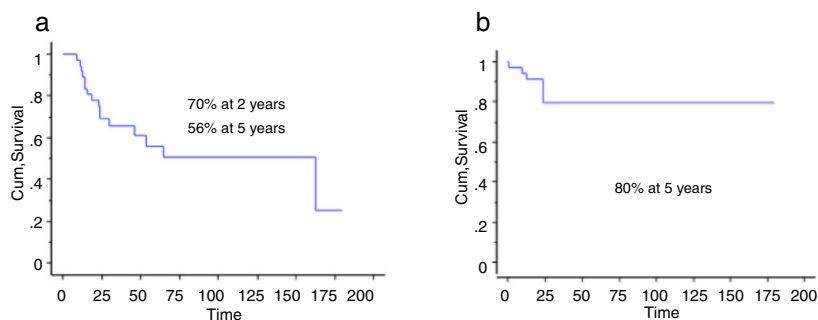 a
1
.8
.6
.4
.2
0
Cum,Survival
70% at 2 years
56% at 5 years
0 25 50 75 100 125 150 175 200
Time
b
1
.8
.6
.4
.2
0
Cum,Survival
80% at 5 years
0 25 50 75 100 125 150 175 200
Time